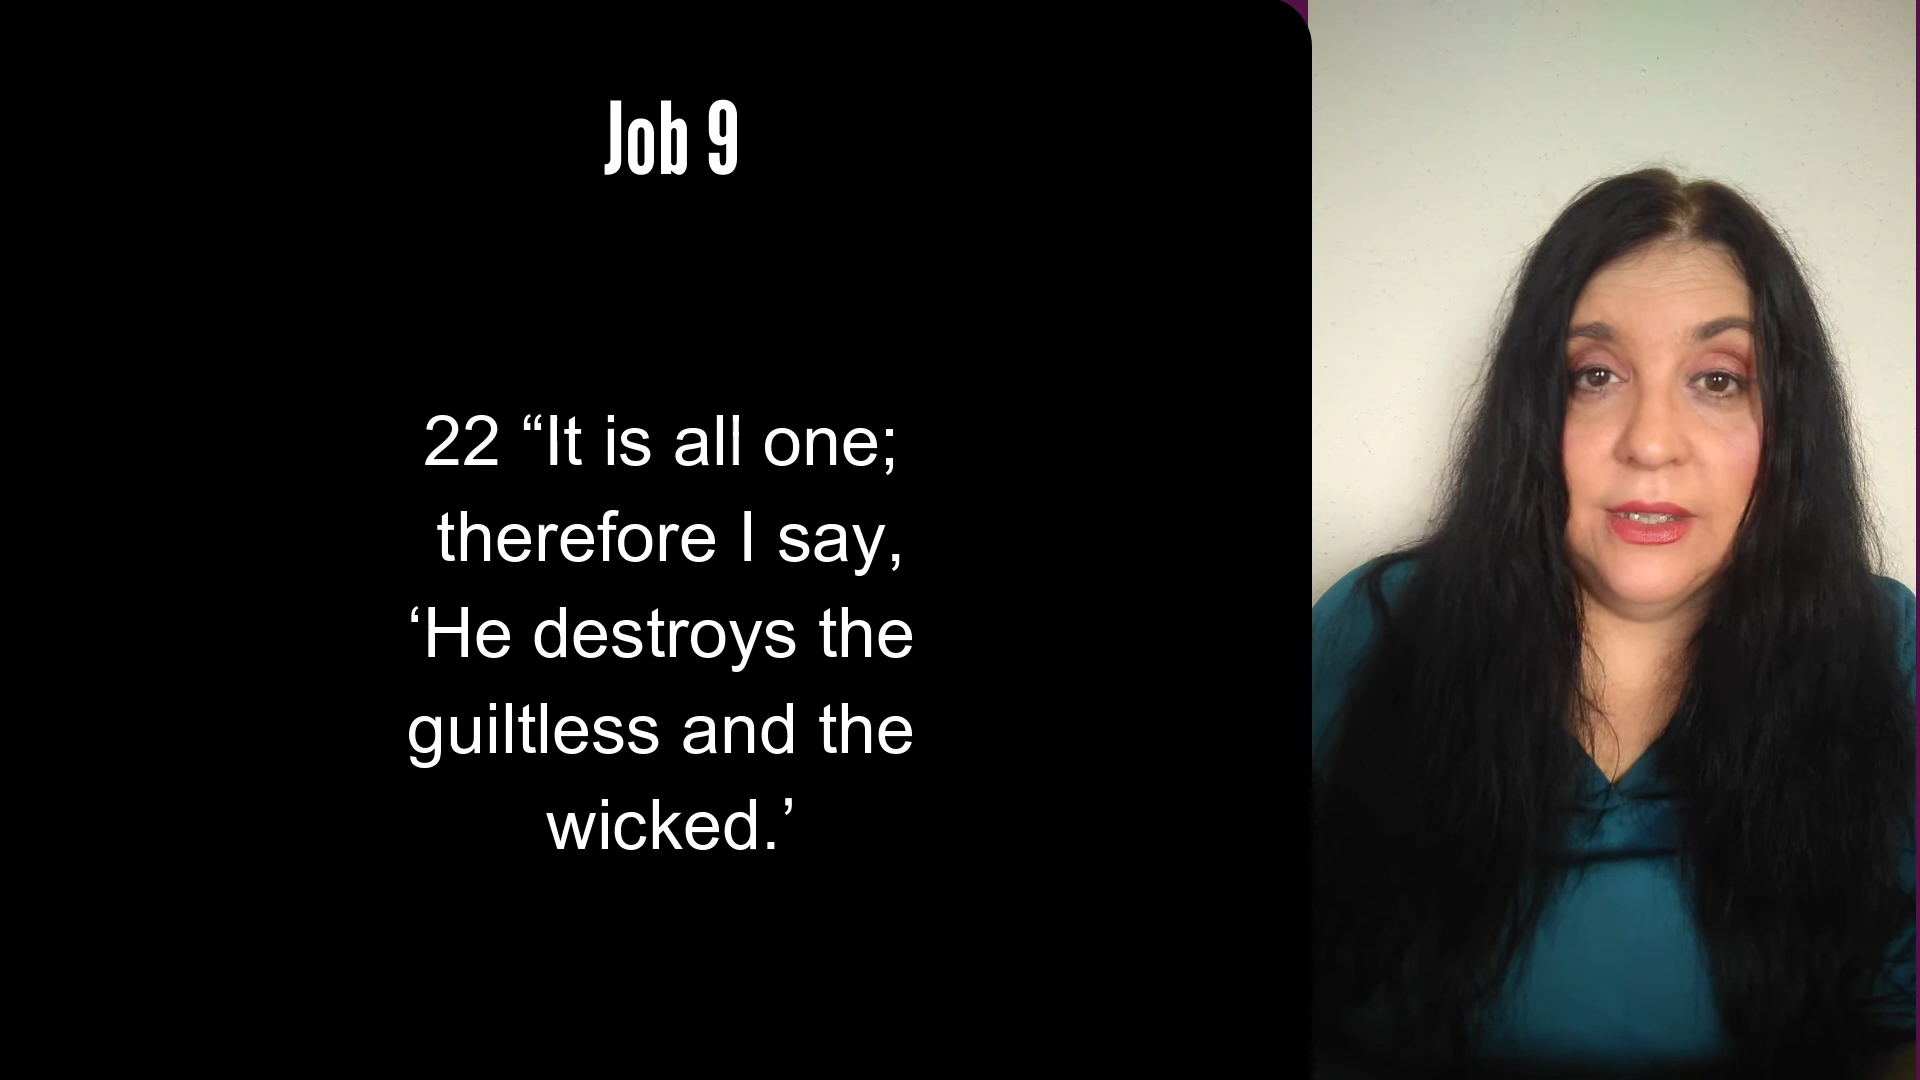 Job 9
22 “It is all one;
therefore I say,
‘He destroys the
guiltless and the
wicked.’